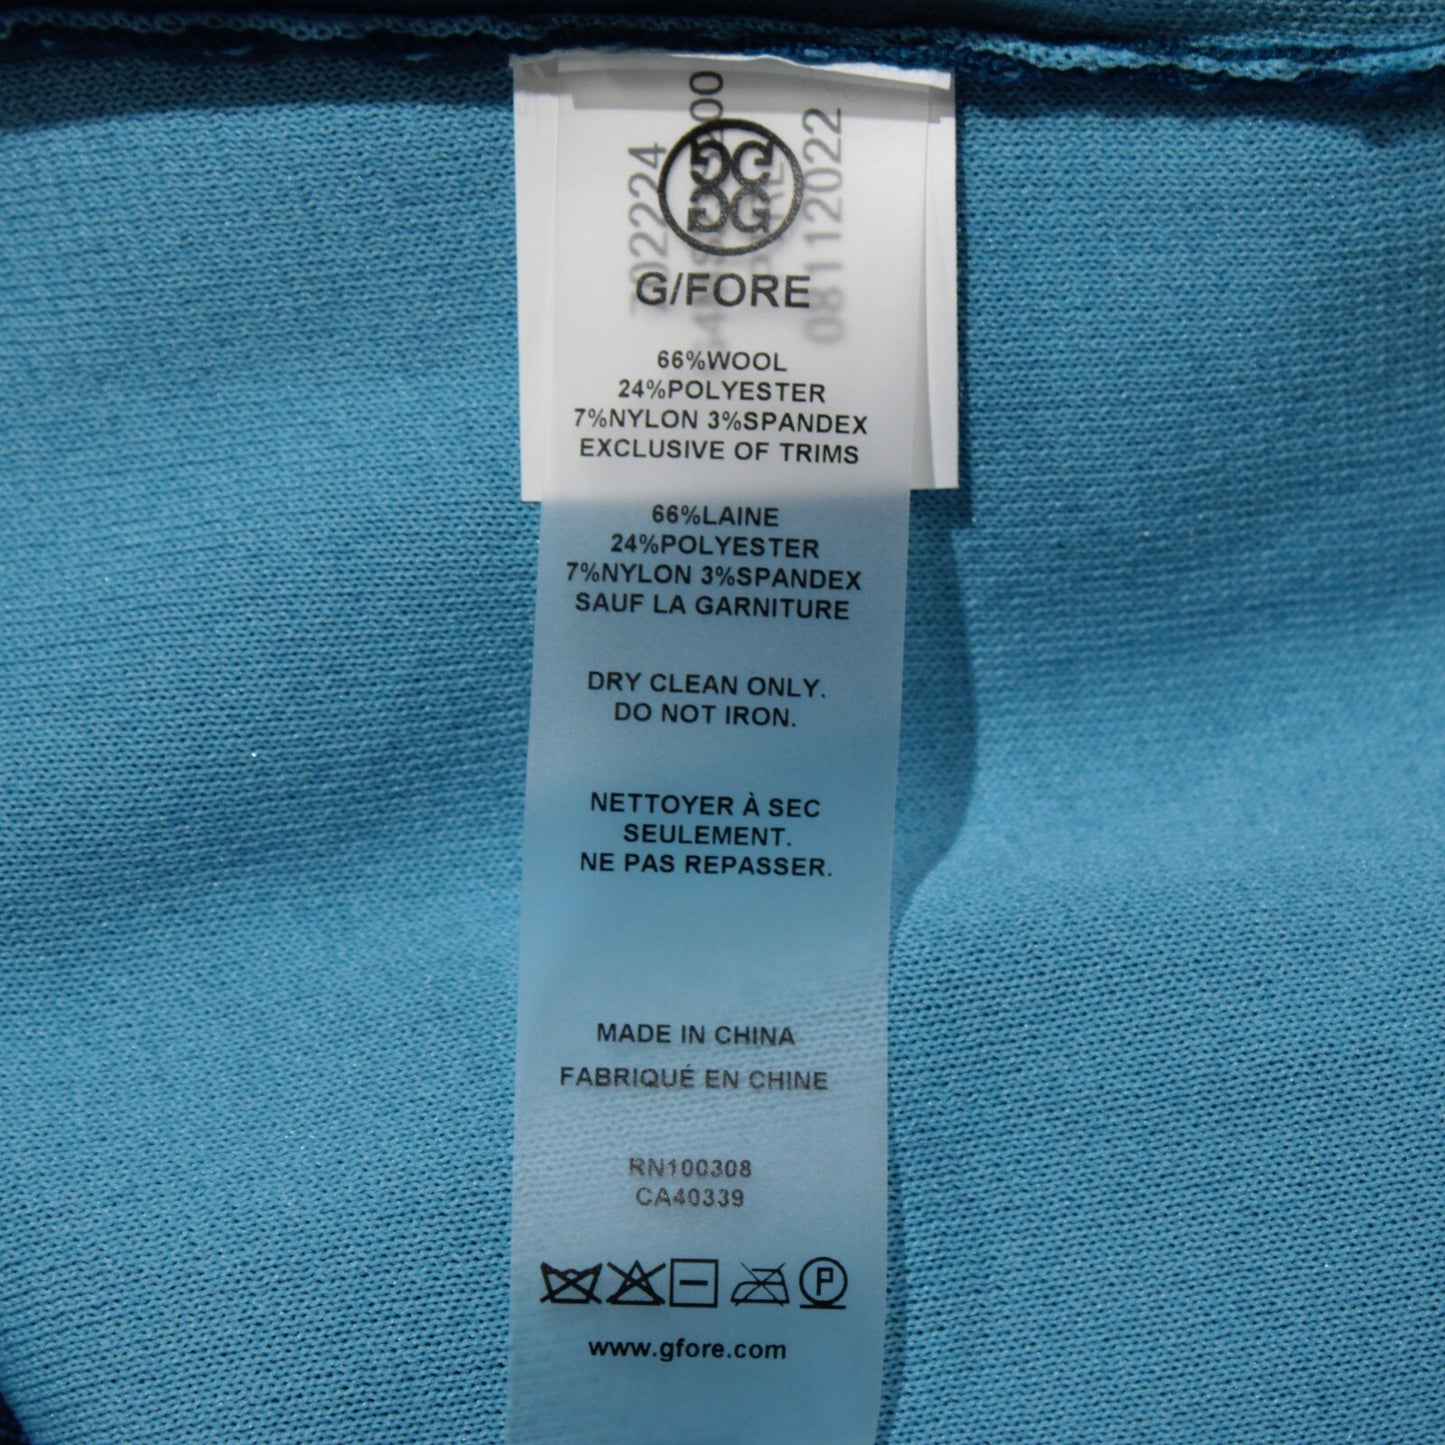 G/FORE
66%WOOL
24%POLYESTER
7%NYLON 3%SPANDEX
EXCLUSIVE OF TRIMS
66%LAINE
24%POLYESTER
7%NYLON 3%SPANDEX
SAUF LA GARNITURE
DRY CLEAN ONLY.
DO NOT IRON.
NETTOYER À SEC
SEULEMENT.
NE PAS REPASSER.
MADE IN CHINA
FABRIQUÉ EN CHINE
RN100308
CA40339
P
www.gfore.com
08112022